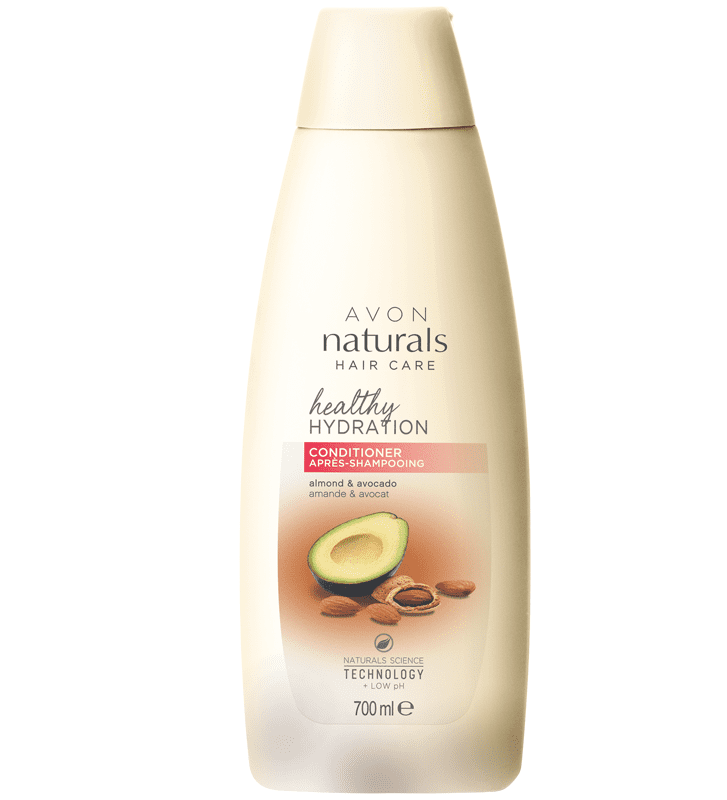 AVON
naturals
HAIR CARE
healthy
HYDRATION
CONDITIONER
APRÈS-SHAMPOOING
almond & avocado
amande & avocat
NATURALS SCIENCE
TECHNOLOGY
+ LOW pH
700 ml ℮